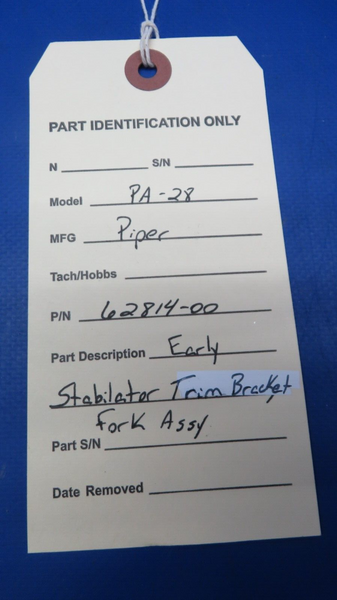 PART IDENTIFICATION ONLY
N S/N
Model PA-28
MFG Piper
Tach/Hobbs
P/N 62814-00
Part Description Early
Stabilator Trim Bracket
Fork Assy
Part S/N
Date Removed